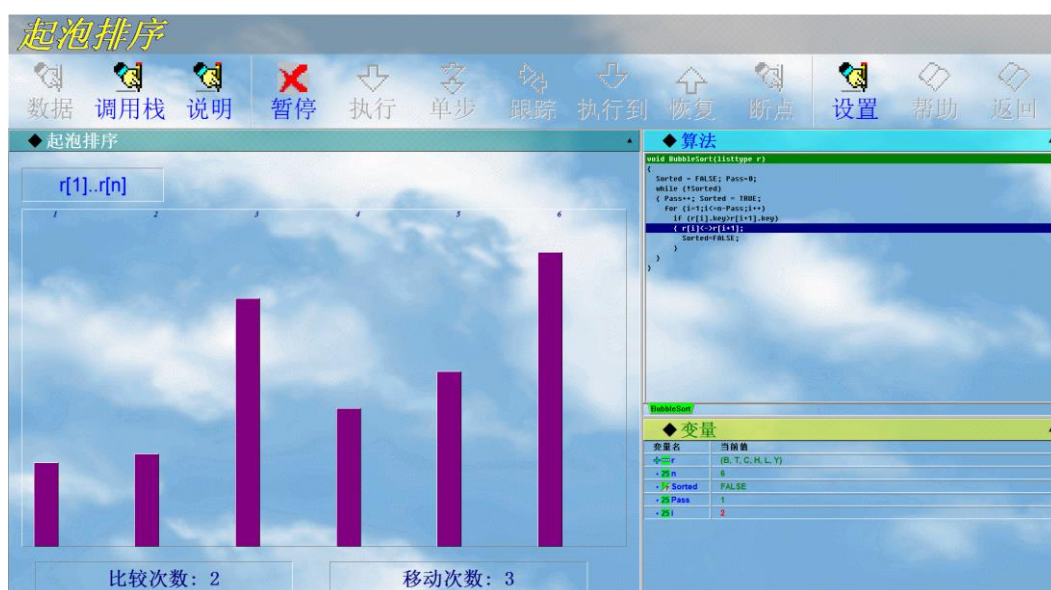 起泡排序
数据 调用栈 说明 暂停 执行 单步 跟踪 执行到 恢复 断点 设置 帮助 返回
◆起泡排序
r[1]..r[n]
1 2 3 4 5 6
比较次数: 2 移动次数: 3
◆算法
void BubbleSort(listtype r)
{
Sorted = FALSE; Pass=0;
while (!Sorted)
{ Pass++; Sorted = TRUE;
For (i=1;i<=n-Pass;i++)
if (r[i].key>r[i+1].key)
{ r[i]<->r[i+1];
Sorted=FALSE;
}
}
}
BubbleSort
◆变量
变量名 当前值
r (B, T, C, H, L, Y)
25 n 6
Sorted FALSE
25 Pass 1
25 i 2